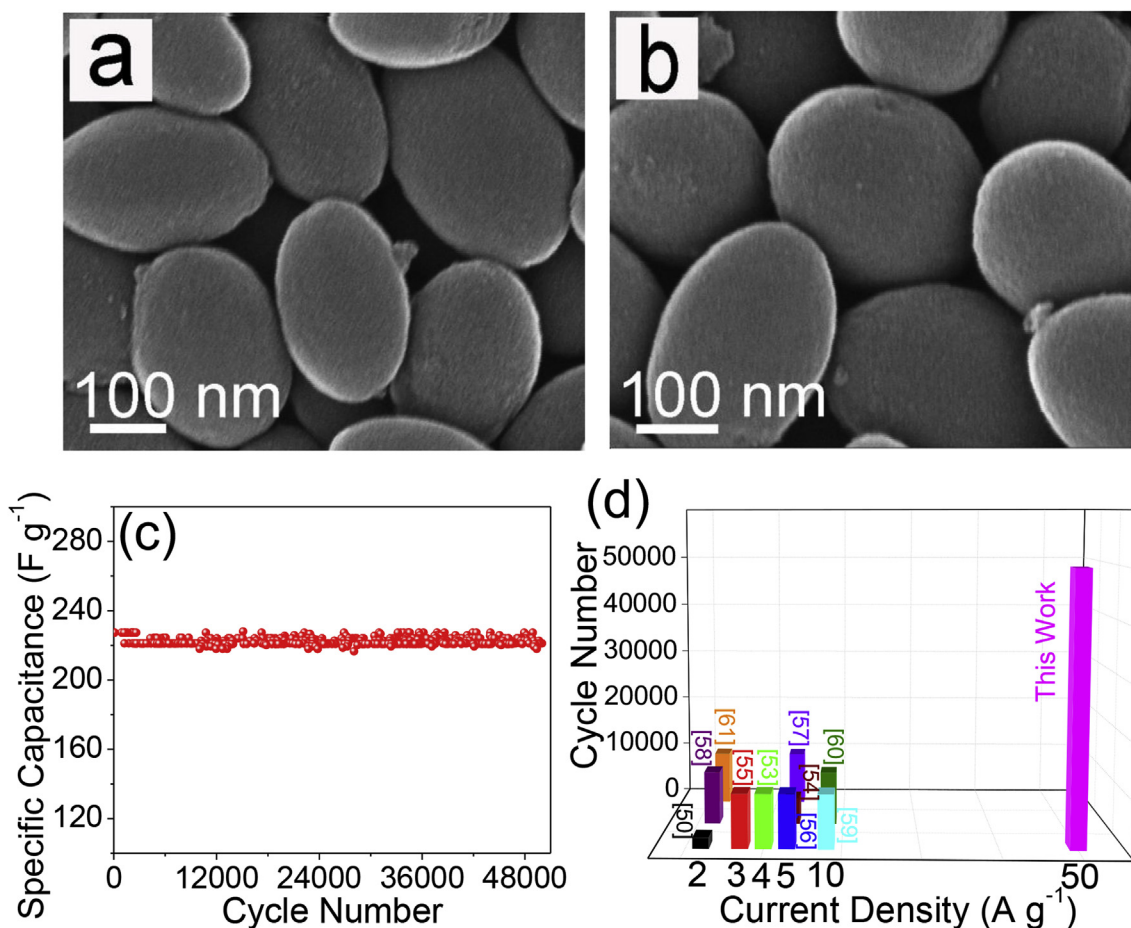 a
100 nm
b
100 nm
(c)
Specific Capacitance (F g⁻¹)
280
240
200
160
120
0 12000 24000 36000 48000
Cycle Number
(d)
Cycle Number
50000
40000
30000
20000
10000
0
[50]
[58]
[61]
[55]
[53]
[57]
[54]
[56]
[60]
[59]
This Work
2 3 4 5 10 50
Current Density (A g⁻¹)